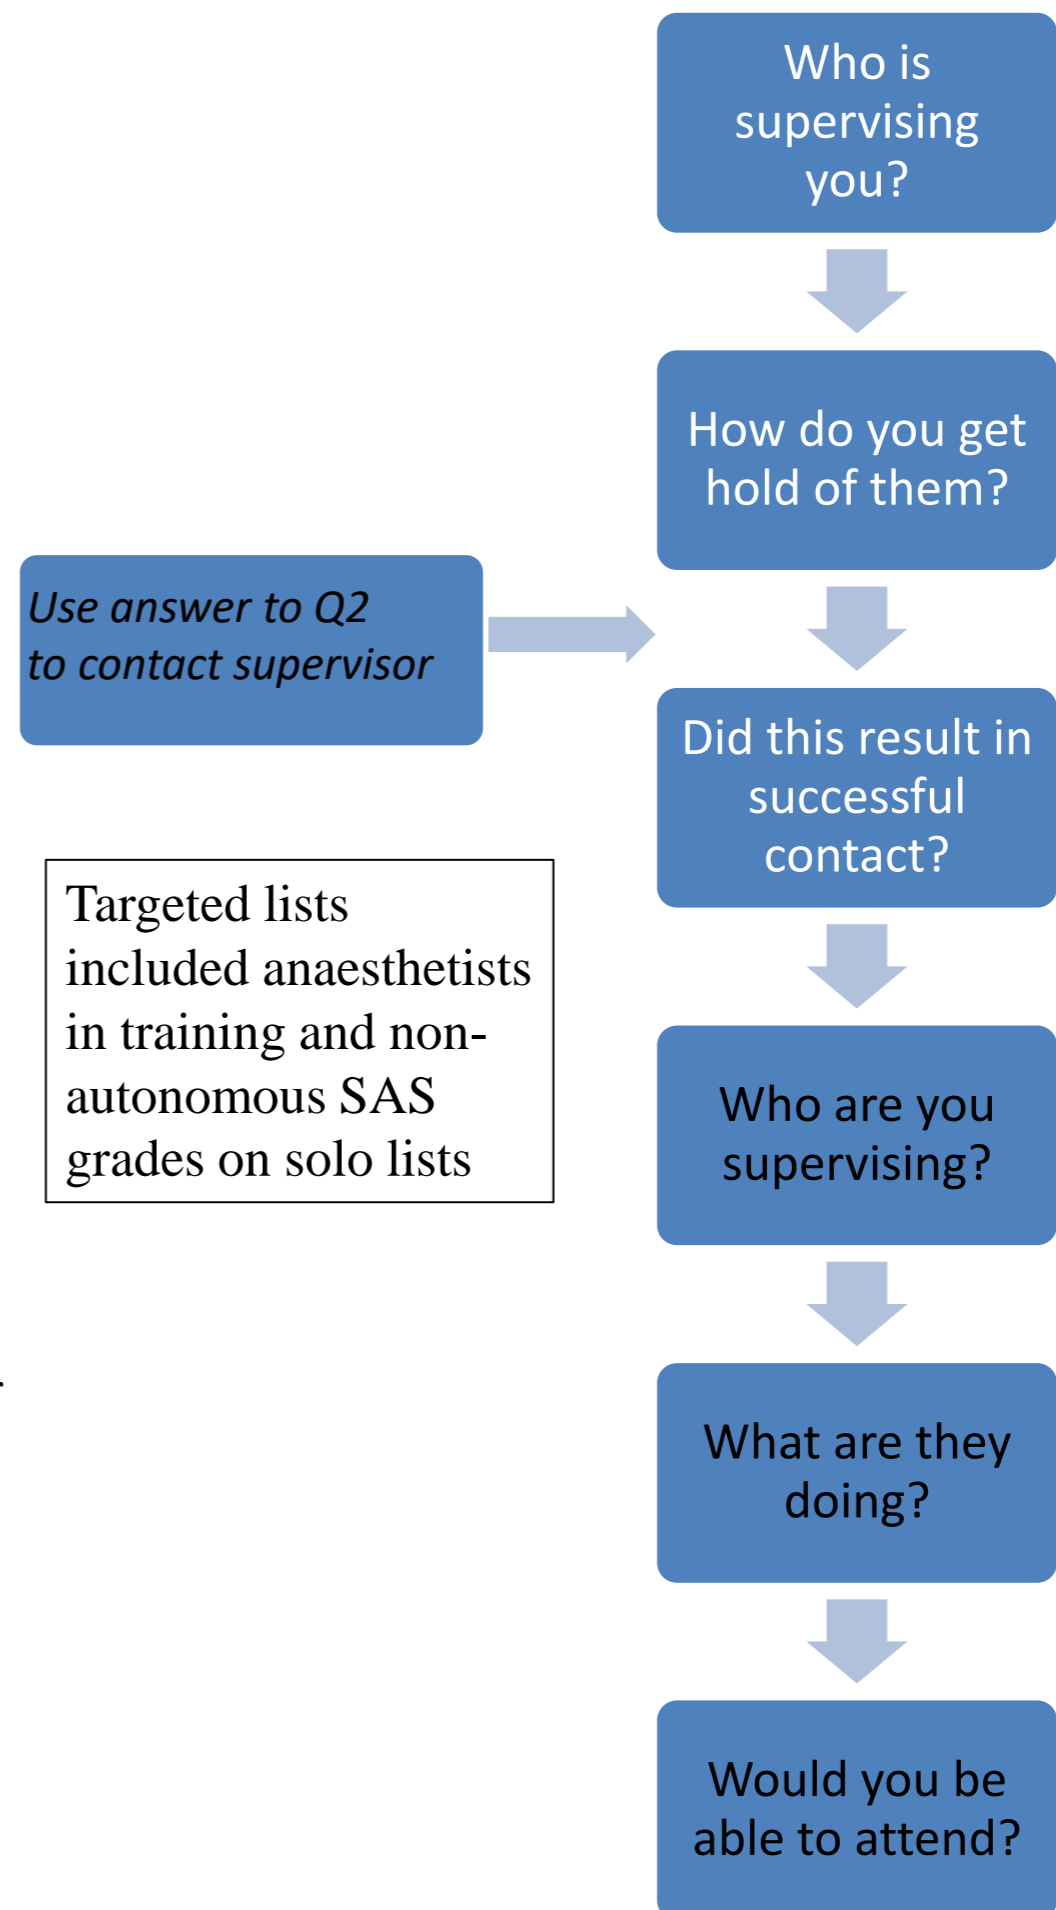 Who is
supervising
you?
How do you get
hold of them?
Use answer to Q2
to contact supervisor
Did this result in
successful
contact?
Targeted lists
included anaesthetists
in training and non-
autonomous SAS
grades on solo lists
Who are you
supervising?
What are they
doing?
Would you be
able to attend?